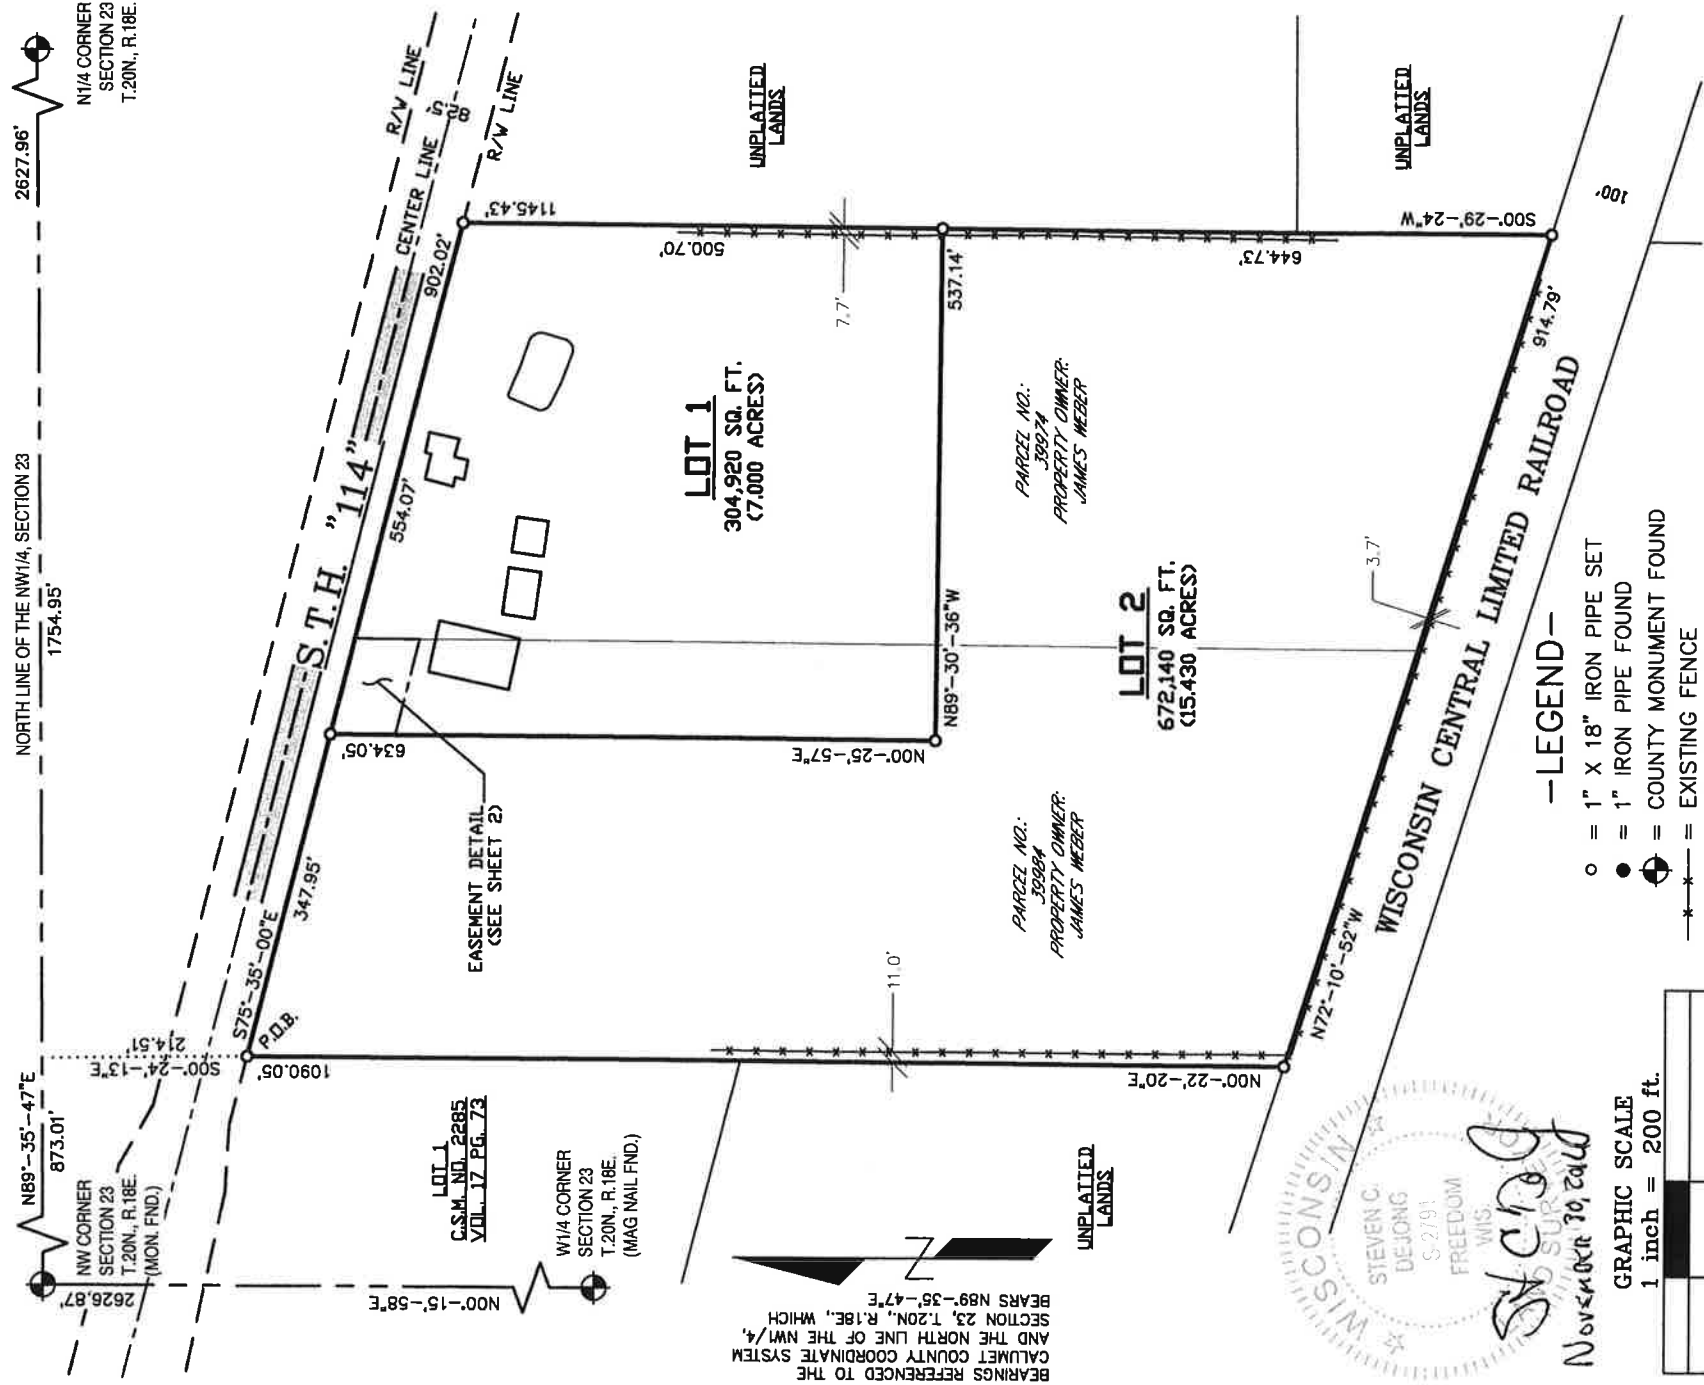 2627.96'
N1/4 CORNER
SECTION 23
T.20N., R.18E.
NORTH LINE OF THE NW1/4, SECTION 23
1754.95'
N89°-35'-47"E
873.01'
NW CORNER
SECTION 23
T.20N., R.18E.
(MON. FND.)
2626.87'
N00°-15'-58"E
W1/4 CORNER
SECTION 23
T.20N., R.18E.
(MAG NAIL FND.)
S00°-24'-13"E
214.51'
R/W LINE
CENTER LINE
82.5'
R/W LINE
S.T.H. "114"
S75°-35'-00"E
902.02'
554.07'
347.95'
P.O.B.
1090.05'
N00°-22'-20"E
11.0'
LOT 1
C.S.M. NO. 2285
VOL. 17 PG. 73
UNPLATTED
LANDS
1145.43'
500.70'
7.7'
644.73'
S00°-29'-24"W
UNPLATTED
LANDS
UNPLATTED
LANDS
100'
LOT 1
304,920 SQ. FT.
(7.000 ACRES)
537.14'
N89°-30'-36"W
634.05'
N00°-25'-57"E
EASEMENT DETAIL
(SEE SHEET 2)
PARCEL NO.:
39974
PROPERTY OWNER:
JAMES WEBER
LOT 2
672,140 SQ. FT.
(15.430 ACRES)
PARCEL NO.:
39984
PROPERTY OWNER:
JAMES WEBER
3.7'
914.79'
N72°-10'-52"W
WISCONSIN CENTRAL LIMITED RAILROAD
BEARINGS REFERENCED TO THE
CALUMET COUNTY COORDINATE SYSTEM
AND THE NORTH LINE OF THE NW1/4,
SECTION 23, T.20N., R.18E., WHICH
BEARS N89°-35'-47"E
WISCONSIN
STEVEN C.
DEJONG
S-2791
FREEDOM
WIS.
NOVEMBER 30,
-LEGEND-
= 1" X 18" IRON PIPE SET
= 1" IRON PIPE FOUND
= COUNTY MONUMENT FOUND
= EXISTING FENCE
GRAPHIC SCALE
1 inch = 200 ft.